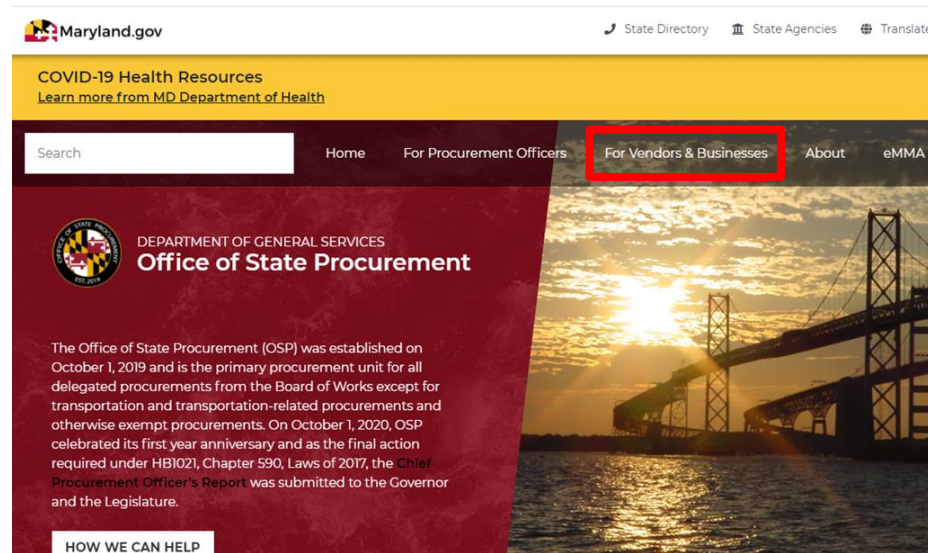 Maryland.gov
State Directory
State Agencies
Translate
COVID-19 Health Resources
Learn more from MD Department of Health
Search
Home
For Procurement Officers
For Vendors & Businesses
About
eMMA
DEPARTMENT OF GENERAL SERVICES
Office of State Procurement
The Office of State Procurement (OSP) was established on
October 1, 2019 and is the primary procurement unit for all
delegated procurements from the Board of Works except for
transportation and transportation-related procurements and
otherwise exempt procurements. On October 1, 2020, OSP
celebrated its first year anniversary and as the final action
required under HB1021, Chapter 590, Laws of 2017, the Chief
Procurement Officer's Report was submitted to the Governor
and the Legislature.
HOW WE CAN HELP